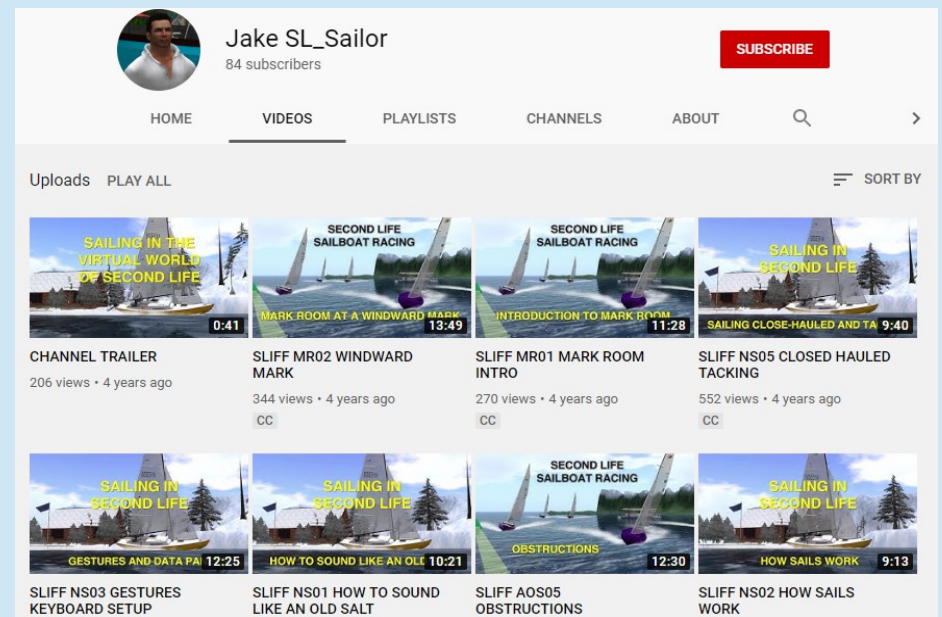 Jake SL_Sailor
84 subscribers
SUBSCRIBE
HOME VIDEOS PLAYLISTS CHANNELS ABOUT
Uploads PLAY ALL SORT BY
SAILING IN THE
VIRTUAL WORLD
OF SECOND LIFE
0:41
CHANNEL TRAILER
206 views • 4 years ago
SECOND LIFE
SAILBOAT RACING
MARK ROOM AT A WINDWARD MARK
13:49
SLIFF MR02 WINDWARD
MARK
344 views • 4 years ago
CC
SECOND LIFE
SAILBOAT RACING
INTRODUCTION TO MARK ROOM
11:28
SLIFF MR01 MARK ROOM
INTRO
270 views • 4 years ago
CC
SAILING IN
SECOND LIFE
SAILING CLOSE-HAULED AND TA
9:40
SLIFF NS05 CLOSED HAULED
TACKING
552 views • 4 years ago
CC
SAILING IN
SECOND LIFE
GESTURES AND DATA PA
12:25
SLIFF NS03 GESTURES
KEYBOARD SETUP
SAILING IN
SECOND LIFE
HOW TO SOUND LIKE AN OL
10:21
SLIFF NS01 HOW TO SOUND
LIKE AN OLD SALT
SECOND LIFE
SAILBOAT RACING
OBSTRUCTIONS
12:30
SLIFF AOS05
OBSTRUCTIONS
SAILING IN
SECOND LIFE
HOW SAILS WORK
9:13
SLIFF NS02 HOW SAILS
WORK